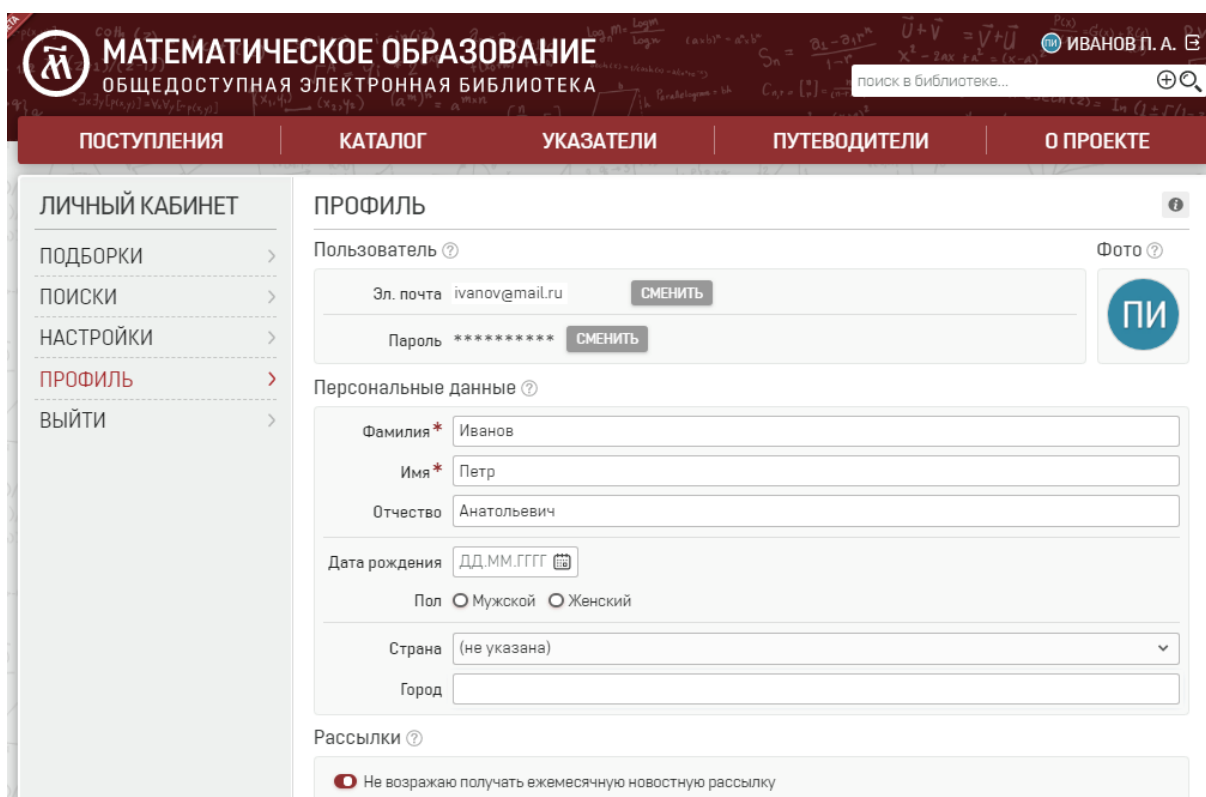 МАТЕМАТИЧЕСКОЕ ОБРАЗОВАНИЕ
ОБЩЕДОСТУПНАЯ ЭЛЕКТРОННАЯ БИБЛИОТЕКА
ПИ ИВАНОВ П. А.
поиск в библиотеке...
ПОСТУПЛЕНИЯ КАТАЛОГ УКАЗАТЕЛИ ПУТЕВОДИТЕЛИ О ПРОЕКТЕ
ЛИЧНЫЙ КАБИНЕТ
ПОДБОРКИ
ПОИСКИ
НАСТРОЙКИ
ПРОФИЛЬ
ВЫЙТИ
ПРОФИЛЬ
Пользователь
Фото
Эл. почта ivanov@mail.ru СМЕНИТЬ
Пароль ********** СМЕНИТЬ
ПИ
Персональные данные
Фамилия* Иванов
Имя* Петр
Отчество Анатольевич
Дата рождения ДД.ММ.ГГГГ
Пол Мужской Женский
Страна (не указана)
Город
Рассылки
Не возражаю получать ежемесячную новостную рассылку